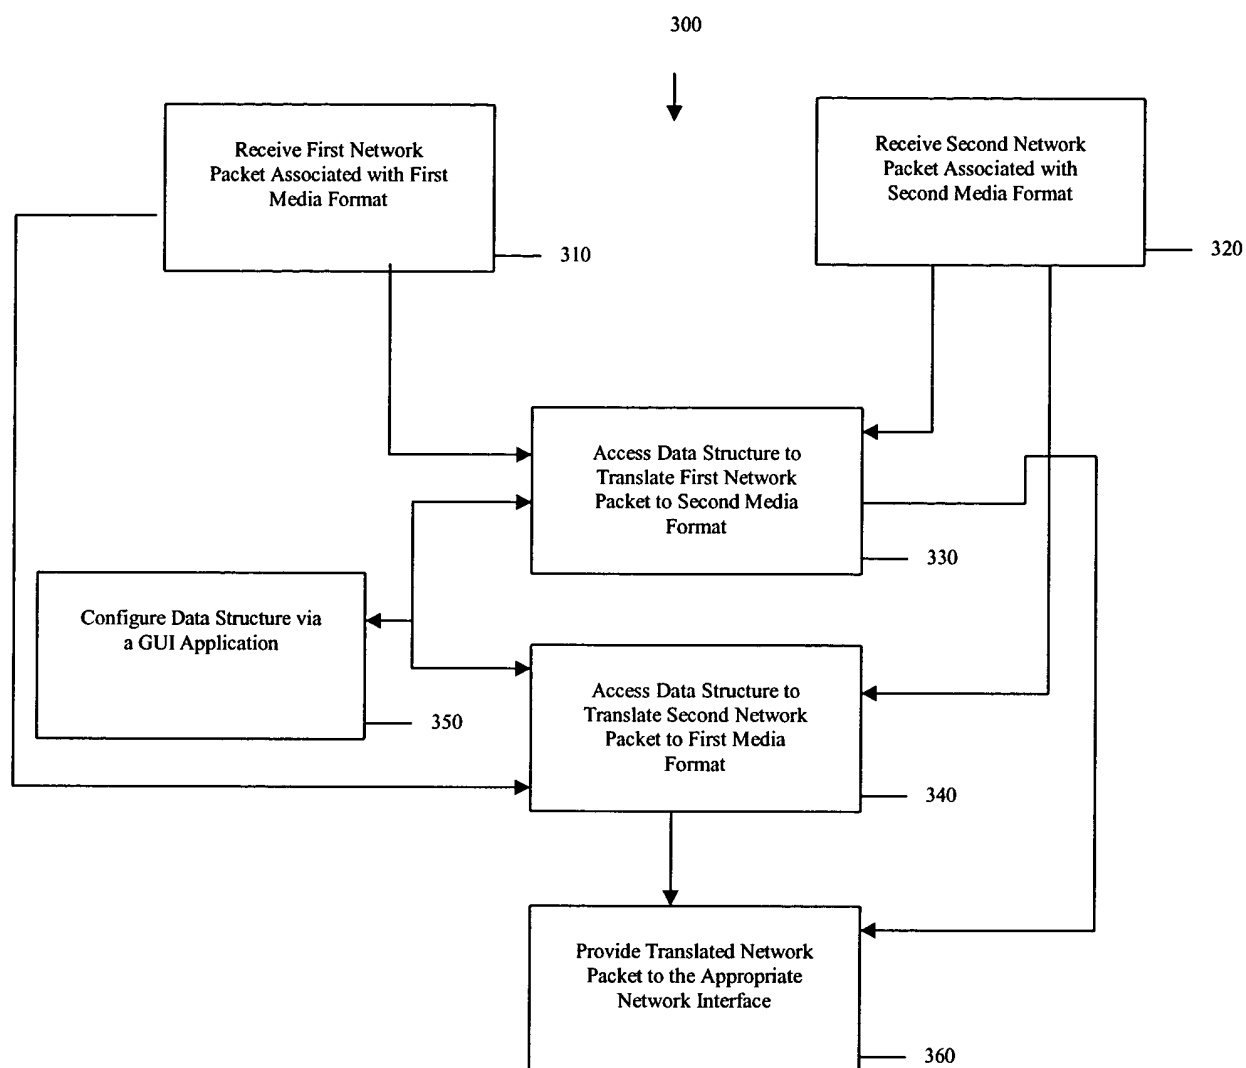 300
Receive First Network
Packet Associated with First
Media Format
310
Receive Second Network
Packet Associated with
Second Media Format
320
Access Data Structure to
Translate First Network
Packet to Second Media
Format
330
Configure Data Structure via
a GUI Application
350
Access Data Structure to
Translate Second Network
Packet to First Media
Format
340
Provide Translated Network
Packet to the Appropriate
Network Interface
360